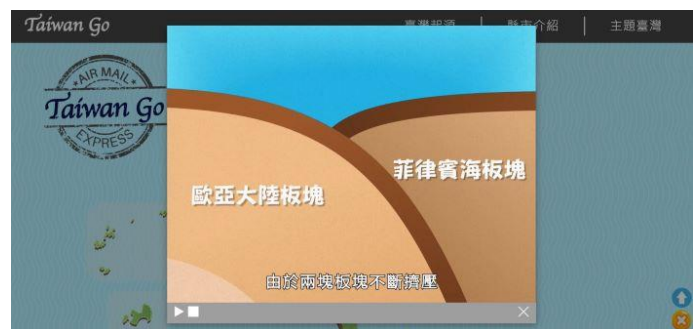 Taiwan Go
臺灣起源 | 縣市介紹 | 主題臺灣
AIR MAIL
Taiwan Go
EXPRESS
菲律賓海板塊
歐亞大陸板塊
由於兩塊板塊不斷擠壓